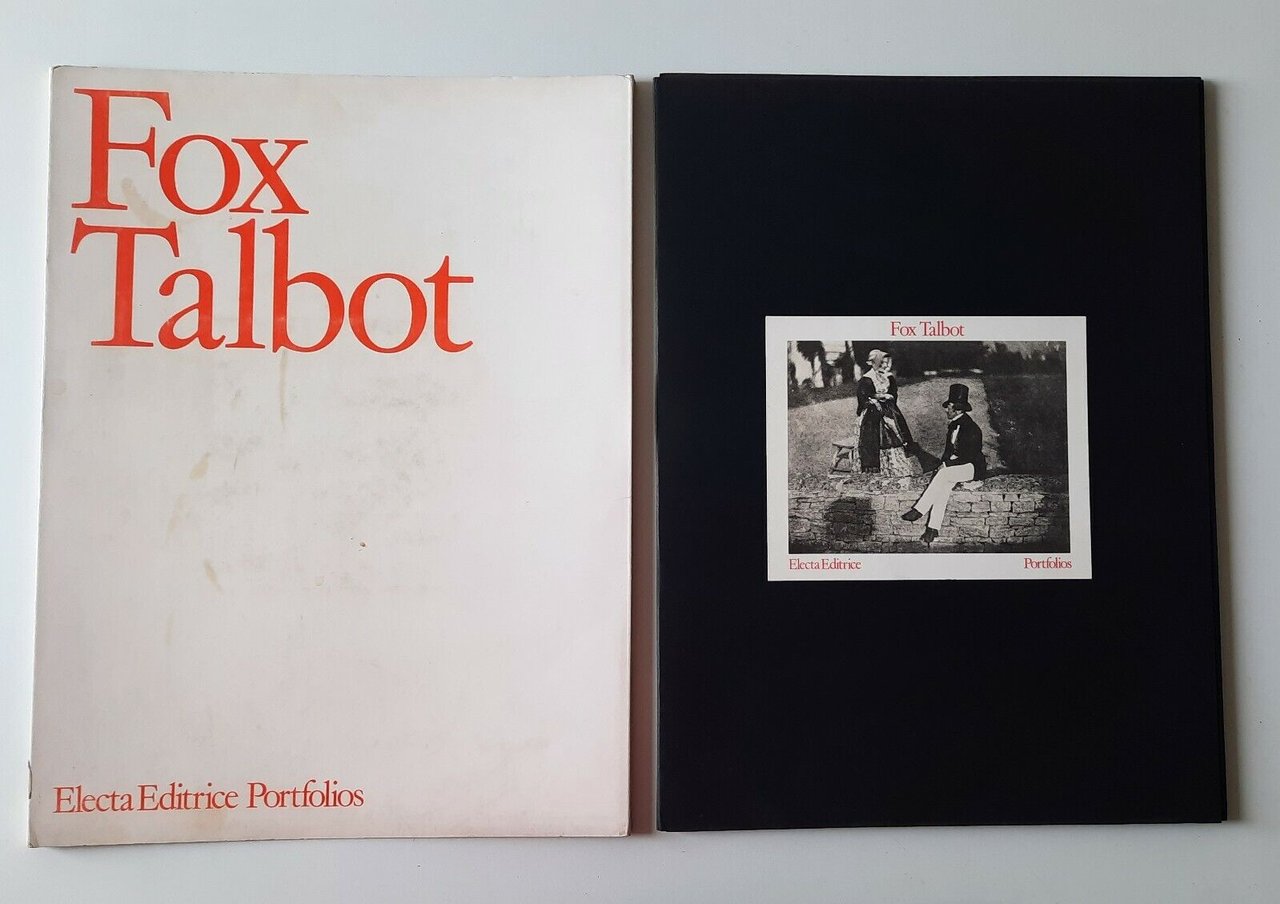 Fox
Talbot
Electa Editrice Portfolios
Fox Talbot
Electa Editrice
Portfolios